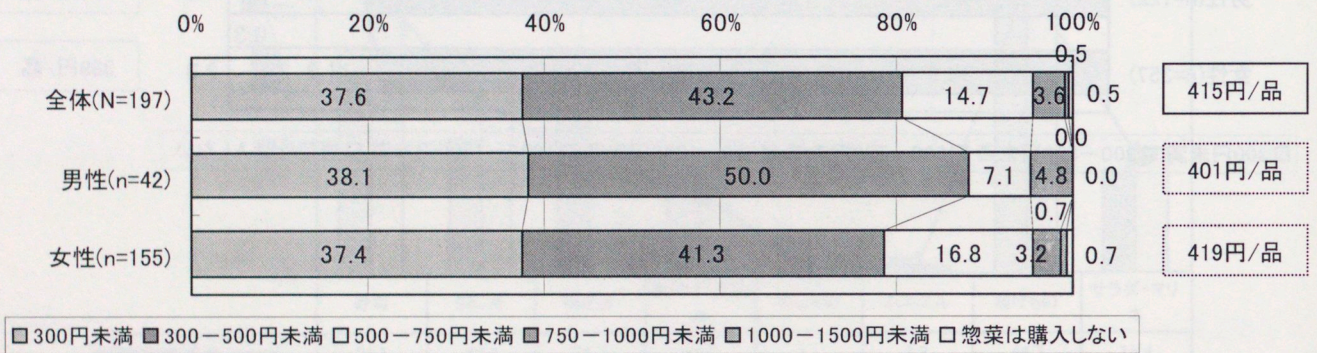 0% 20% 40% 60% 80% 100%
0.5
全体(N=197) 37.6 43.2 14.7 3.6 0.5 415円/品
0.0
男性(n=42) 38.1 50.0 7.1 4.8 0.0 401円/品
0.7
女性(n=155) 37.4 41.3 16.8 3.2 0.7 419円/品
300円未満 300－500円未満 500－750円未満 750－1000円未満 1000－1500円未満 惣菜は購入しない